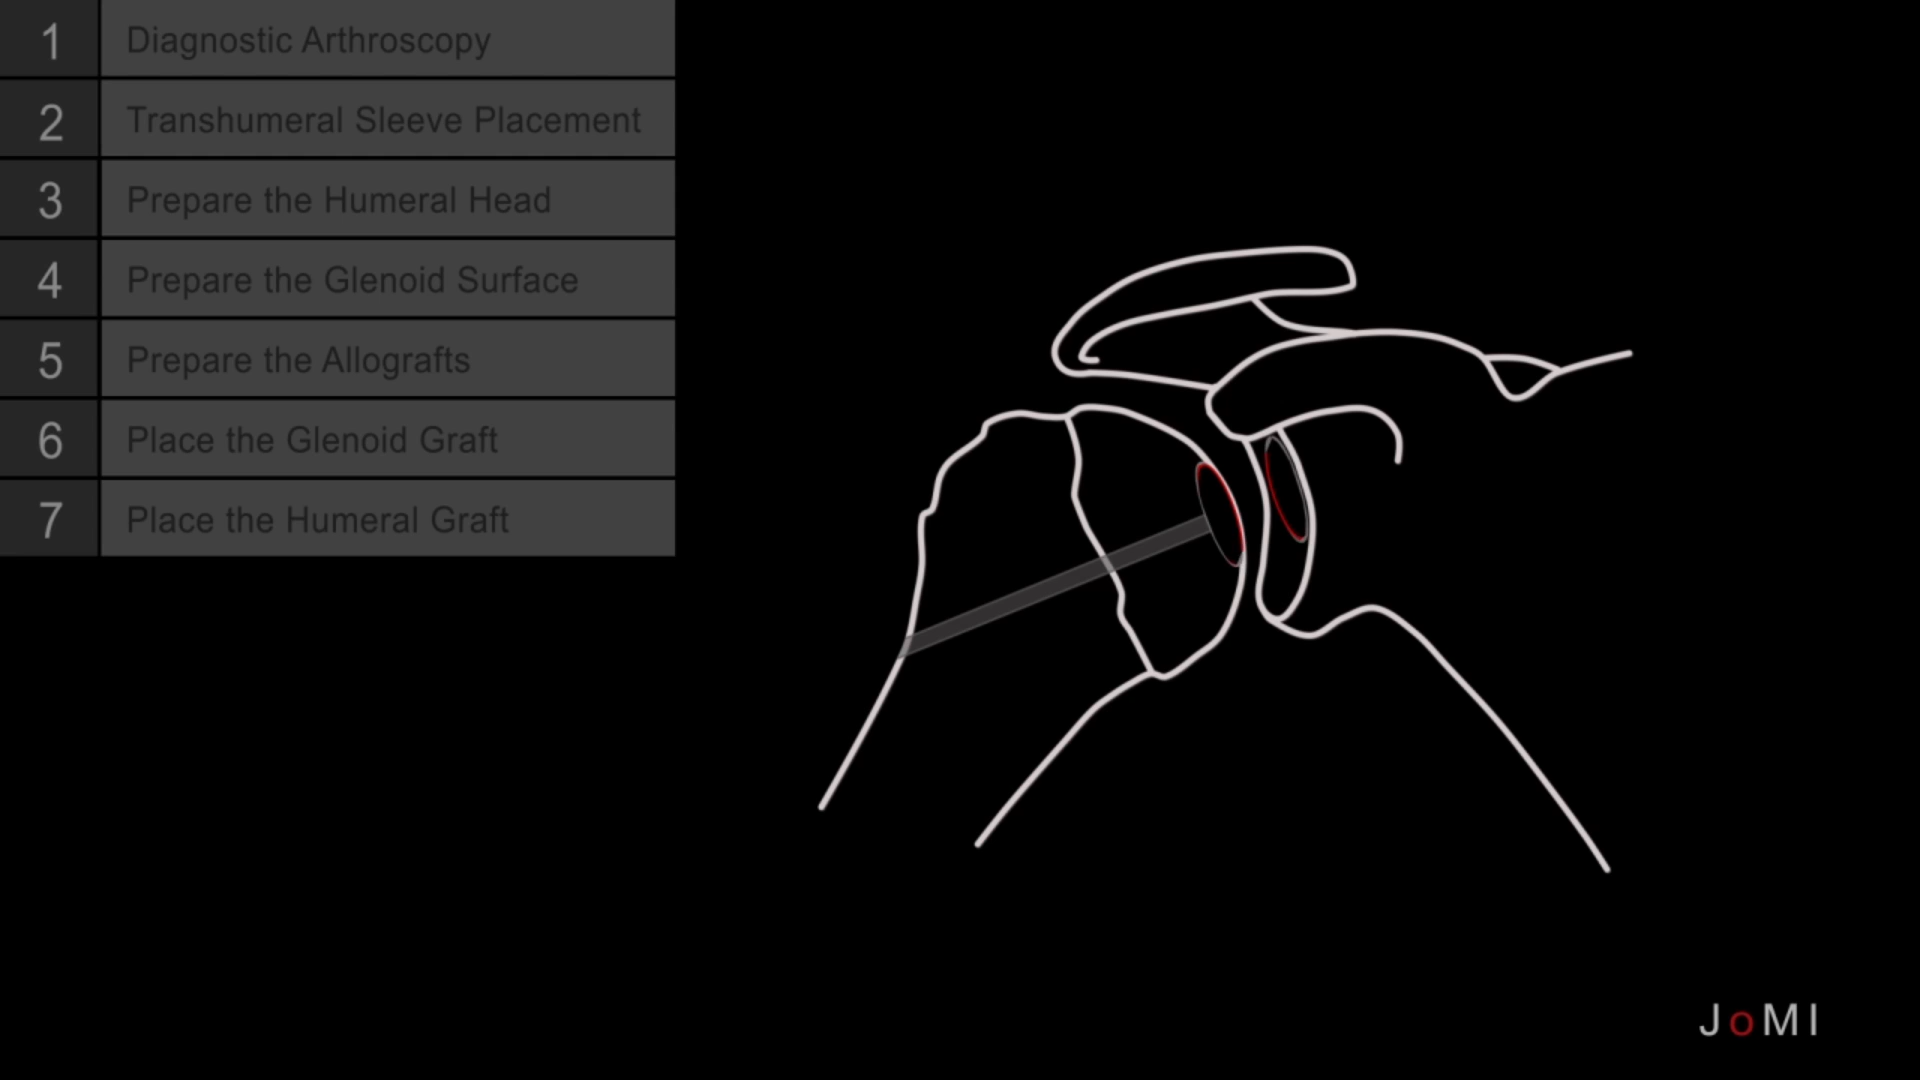 1 Diagnostic Arthroscopy
2 Transhumeral Sleeve Placement
3 Prepare the Humeral Head
4 Prepare the Glenoid Surface
5 Prepare the Allografts
6 Place the Glenoid Graft
7 Place the Humeral Graft
JoMI